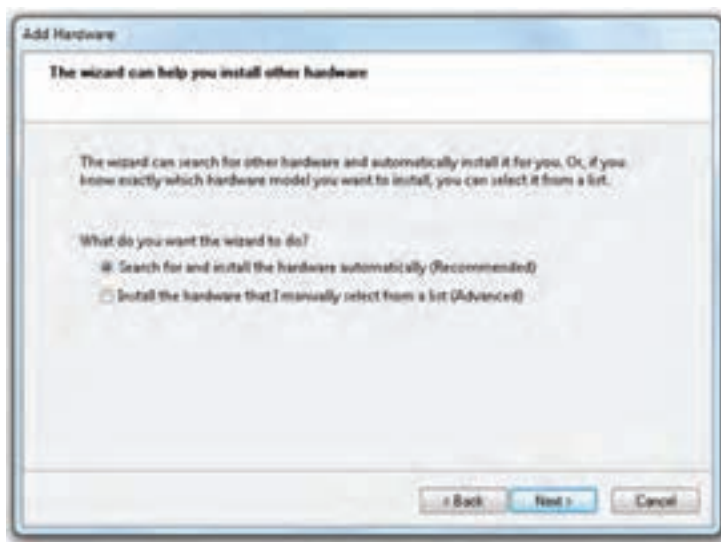 Add Hardware
The wizard can help you install other hardware
The wizard can search for other hardware and automatically install it for you. Or, if you
know exactly which hardware model you want to install, you can select it from a list.
What do you want the wizard to do?
Search for and install the hardware automatically (Recommended)
Install the hardware that I manually select from a list (Advanced)
< Back
Next >
Cancel